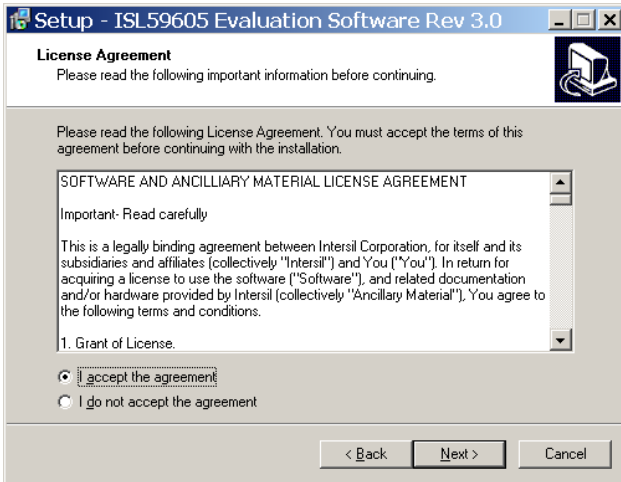 Setup - ISL59605 Evaluation Software Rev 3.0
License Agreement
Please read the following important information before continuing.
Please read the following License Agreement. You must accept the terms of this
agreement before continuing with the installation.
SOFTWARE AND ANCILLIARY MATERIAL LICENSE AGREEMENT
Important- Read carefully
This is a legally binding agreement between Intersil Corporation, for itself and its
subsidiaries and affiliates (collectively "Intersil") and You ("You"). In return for
acquiring a license to use the software ("Software"), and related documentation
and/or hardware provided by Intersil (collectively "Ancillary Material"), You agree to
the following terms and conditions.
1. Grant of License.
I accept the agreement
I do not accept the agreement
< Back Next > Cancel